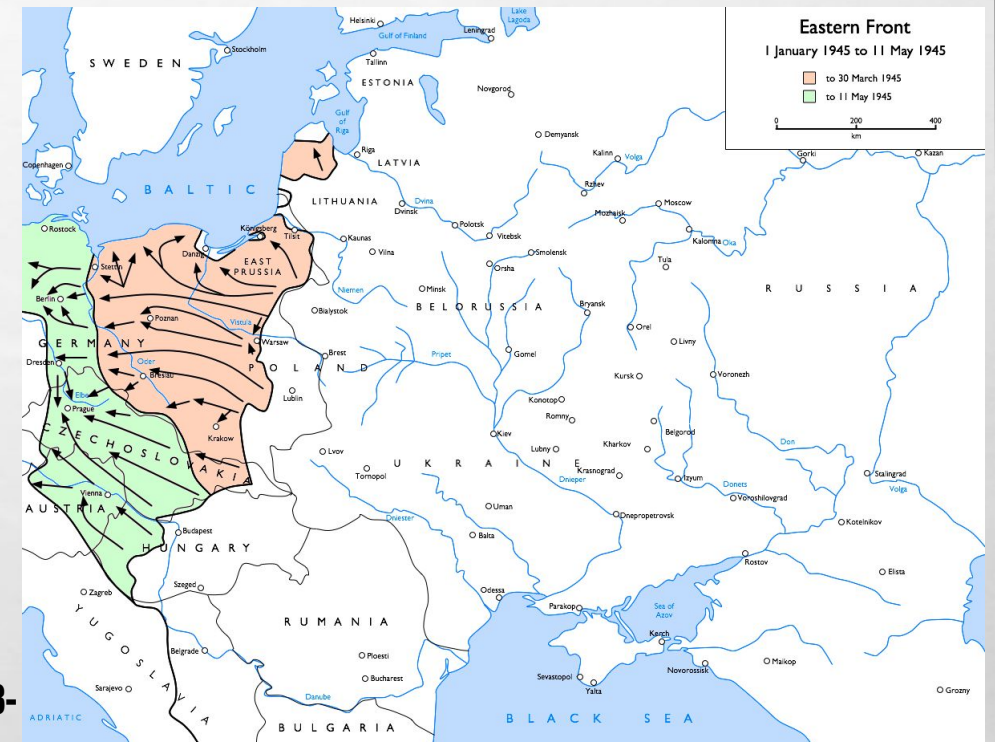 Eastern Front
1 January 1945 to 11 May 1945
to 30 March 1945
to 11 May 1945
0 200 400
km
Helsinki
Lake
Lagoda
Leningrad
Gulf of Finland
Stockholm
SWEDEN
Tallinn
ESTONIA
Novgorod
Gulf
of
Riga
Demyansk
Riga
LATVIA
Kalinn
Volga
Gorki
Kazan
Copenhagen
BALTIC
LITHUANIA
Dvina
Dvinsk
Rzhev
Mozhaisk
Moscow
Rostock
Königsberg
Tilsit
Kaunas
Polotsk
Vitebsk
Kalomna
Oka
Danzig
Vilna
Smolensk
Stettin
EAST
PRUSSIA
Orsha
Tula
Niemen
Minsk
RUSSIA
Berlin
BELORUSSIA
Bryansk
Poznan
Vistula
Bialystok
Orel
GERMANY
Warsaw
Livny
Brest
Pripet
Gomel
Dresden
Oder
Breslau
POLAND
Kursk
Voronezh
Elbe
Lublin
Prague
Konotop
Romny
CZECHOSLOVAKIA
Krakow
Kiev
Belgorod
Lvov
Lubny
Kharkov
Don
UKRAINE
Tornopol
Krasnograd
Dnieper
Izyum
Donets
Stalingrad
Volga
Vienna
Voroshilovgrad
AUSTRIA
Uman
Dnepropetrovsk
Dniester
Kotelnikov
Budapest
Balta
HUNGARY
Rostov
Elista
Szeged
Zagreb
Odessa
Parakop
Sea of
Azov
YUGOSLAVIA
RUMANIA
Kerch
Belgrade
Ploesti
Maikop
Novorossisk
Bucharest
Sevastopol
Yalta
Sarajevo
Grozny
Danube
ADRIATIC
BLACK SEA
BULGARIA
3-